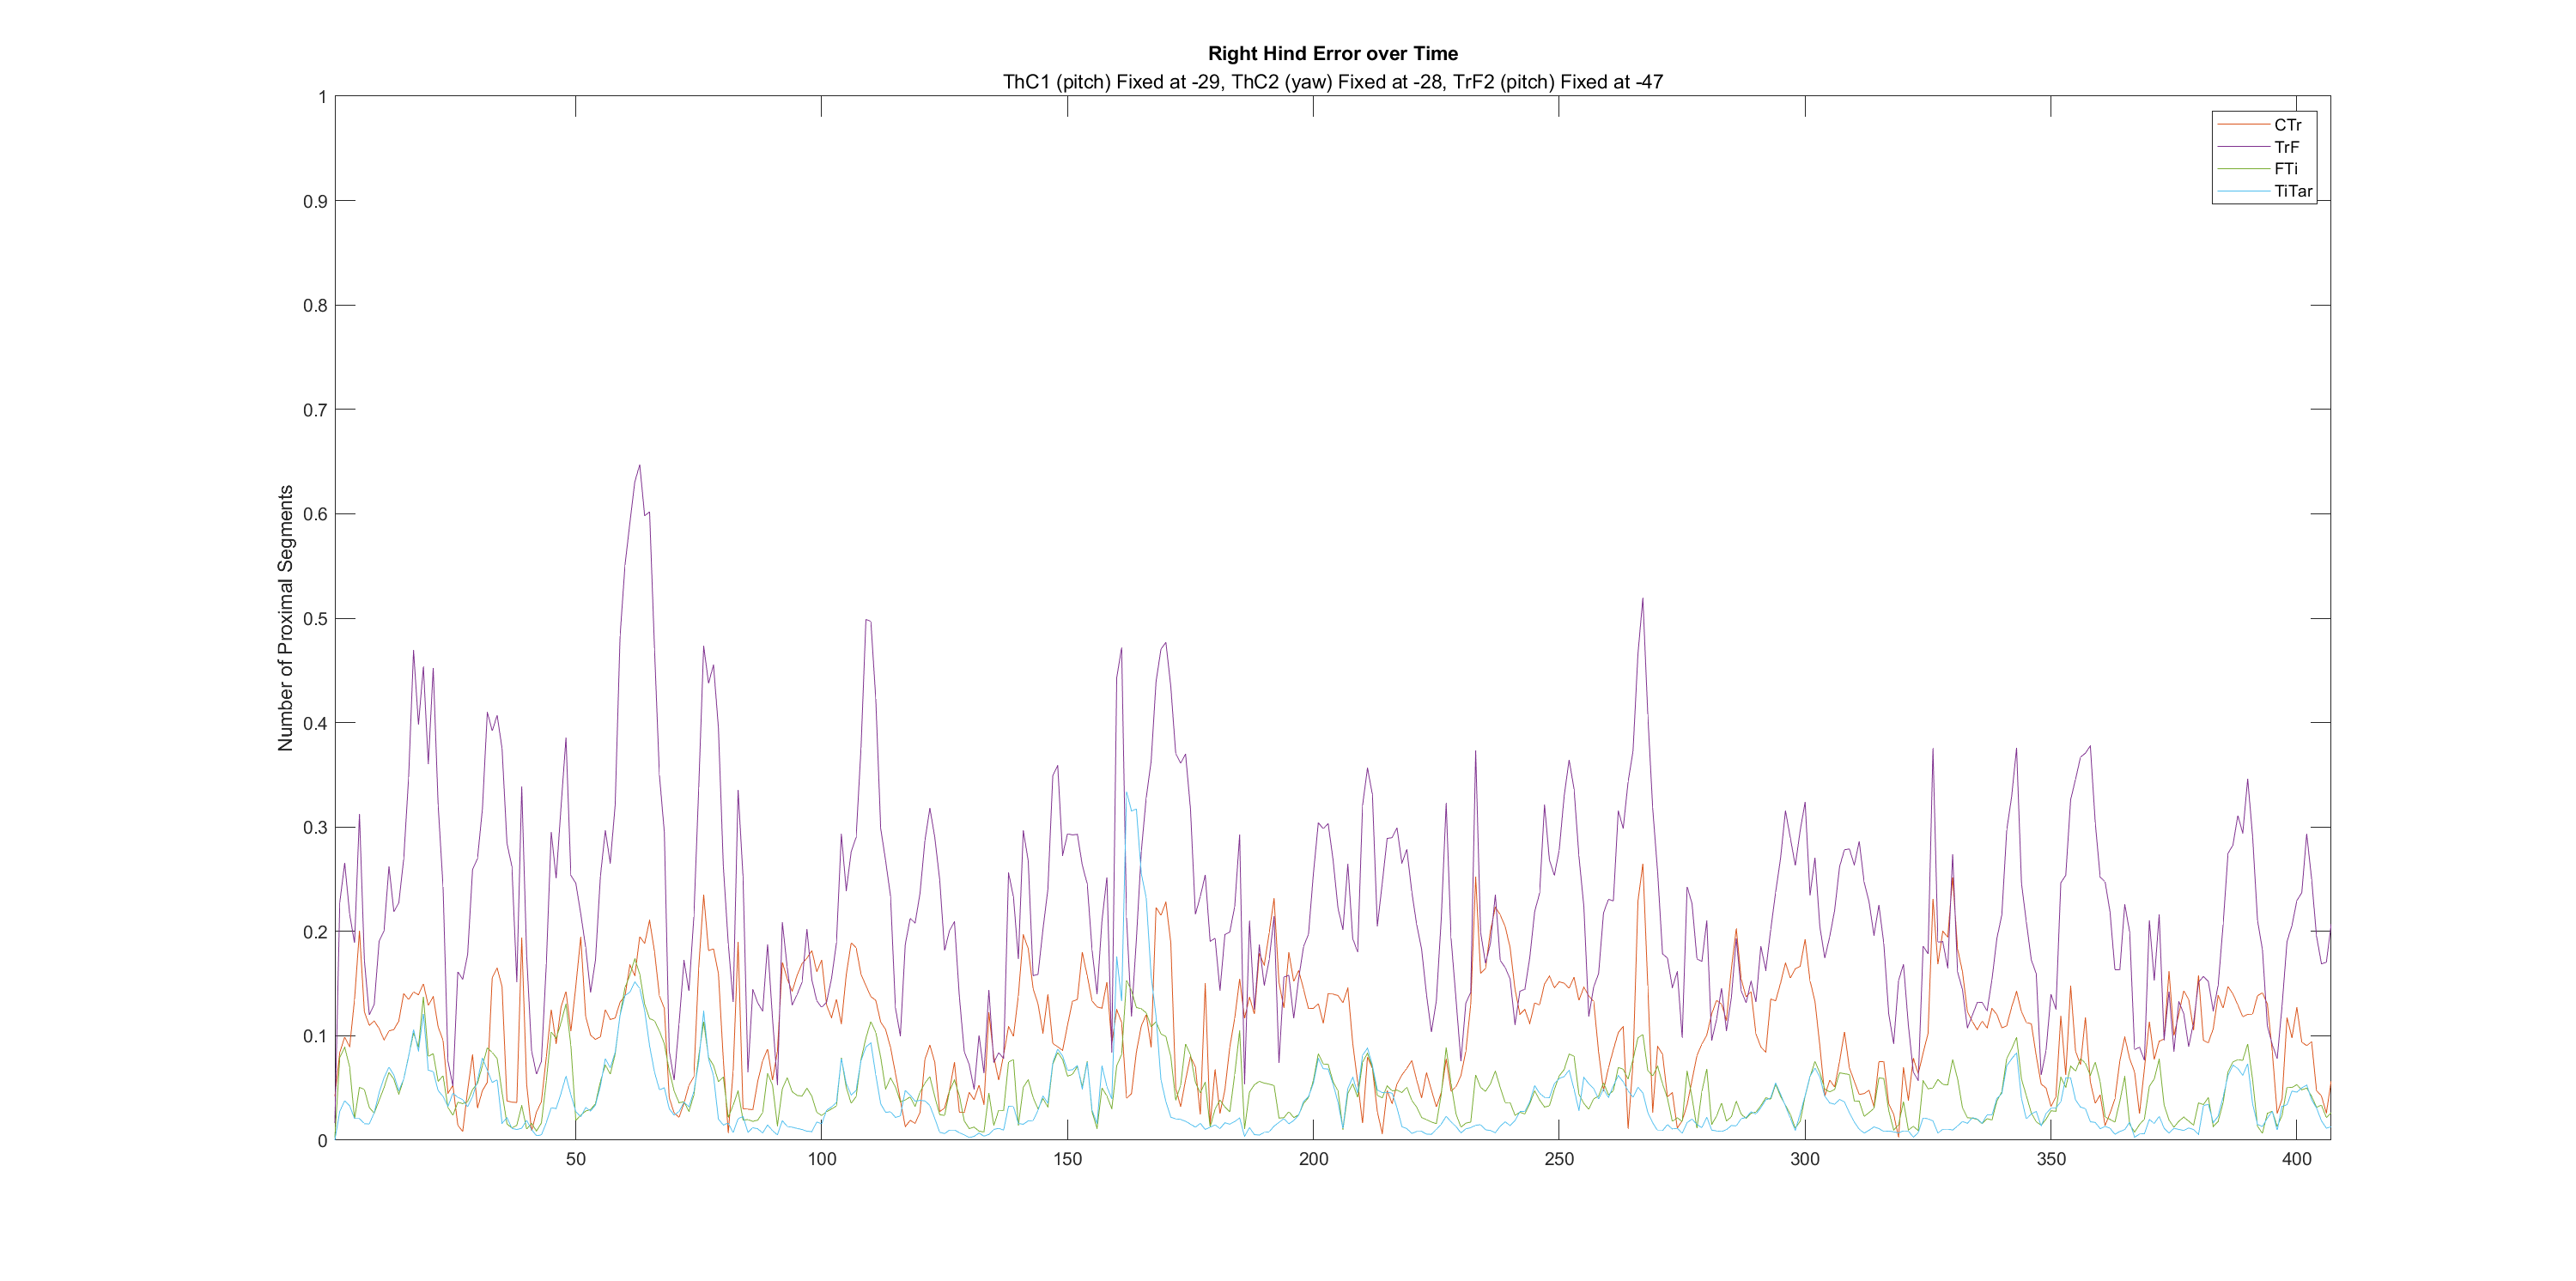 Right Hind Error over Time
ThC1 (pitch) Fixed at -29, ThC2 (yaw) Fixed at -28, TrF2 (pitch) Fixed at -47
1
0.9
0.8
0.7
0.6
0.5
0.4
0.3
0.2
0.1
0
Number of Proximal Segments
CTr
TrF
FTi
TiTar
50
100
150
200
250
300
350
400